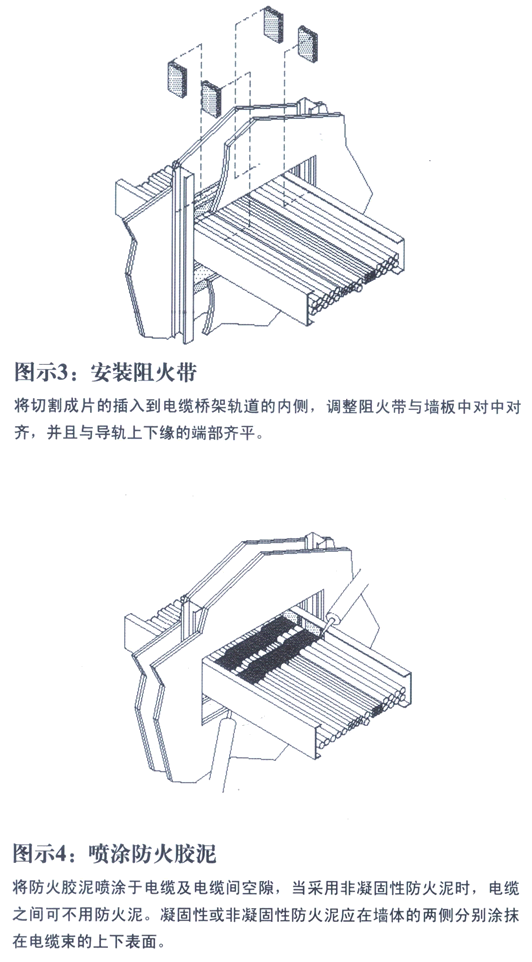 图示3：安装阻火带
将切割成片的插入到电缆桥架轨道的内侧，调整阻火带与墙板中对中对
齐，并且与导轨上下缘的端部齐平。
图示4：喷涂防火胶泥
将防火胶泥喷涂于电缆及电缆间空隙，当采用非凝固性防火泥时，电缆
之间可不用防火泥。凝固性或非凝固性防火泥应在墙体的两侧分别涂抹
在电缆束的上下表面。